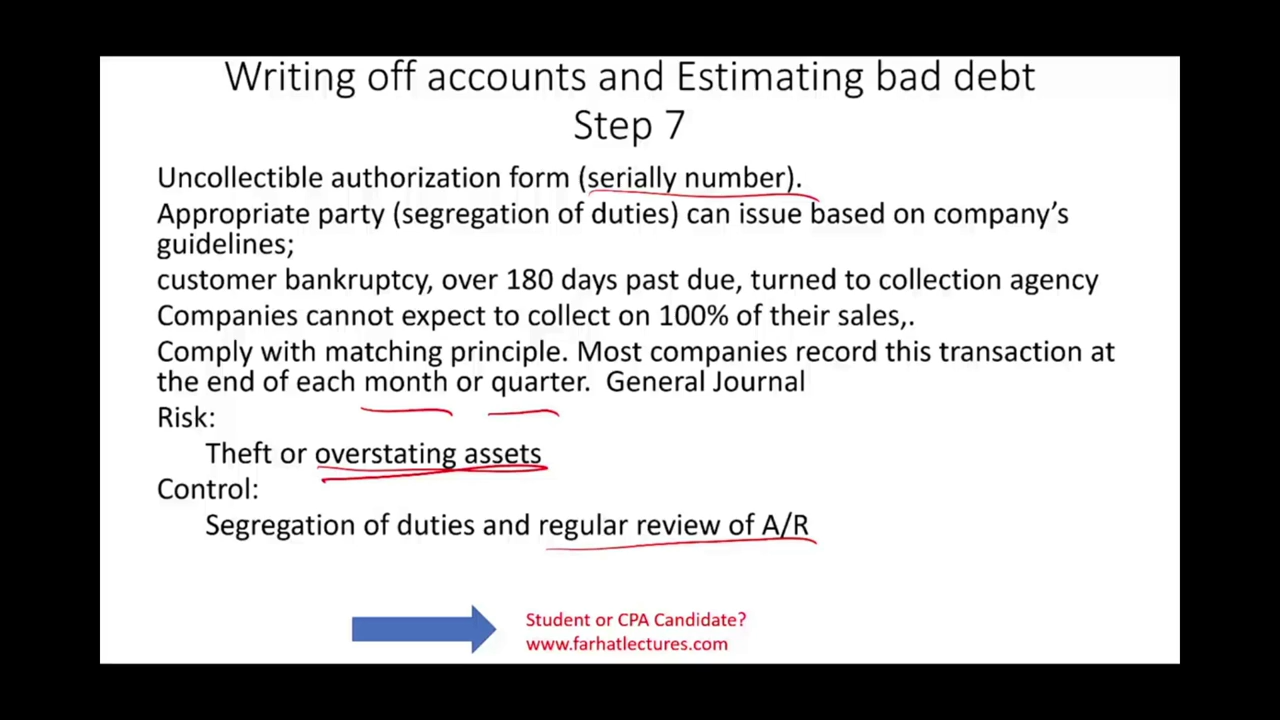 Writing off accounts and Estimating bad debt
Step 7
Uncollectible authorization form (serially number).
Appropriate party (segregation of duties) can issue based on company’s
guidelines;
customer bankruptcy, over 180 days past due, turned to collection agency
Companies cannot expect to collect on 100% of their sales,.
Comply with matching principle. Most companies record this transaction at
the end of each month or quarter.  General Journal
Risk:
Theft or overstating assets
Control:
Segregation of duties and regular review of A/R
Student or CPA Candidate?
www.farhatlectures.com